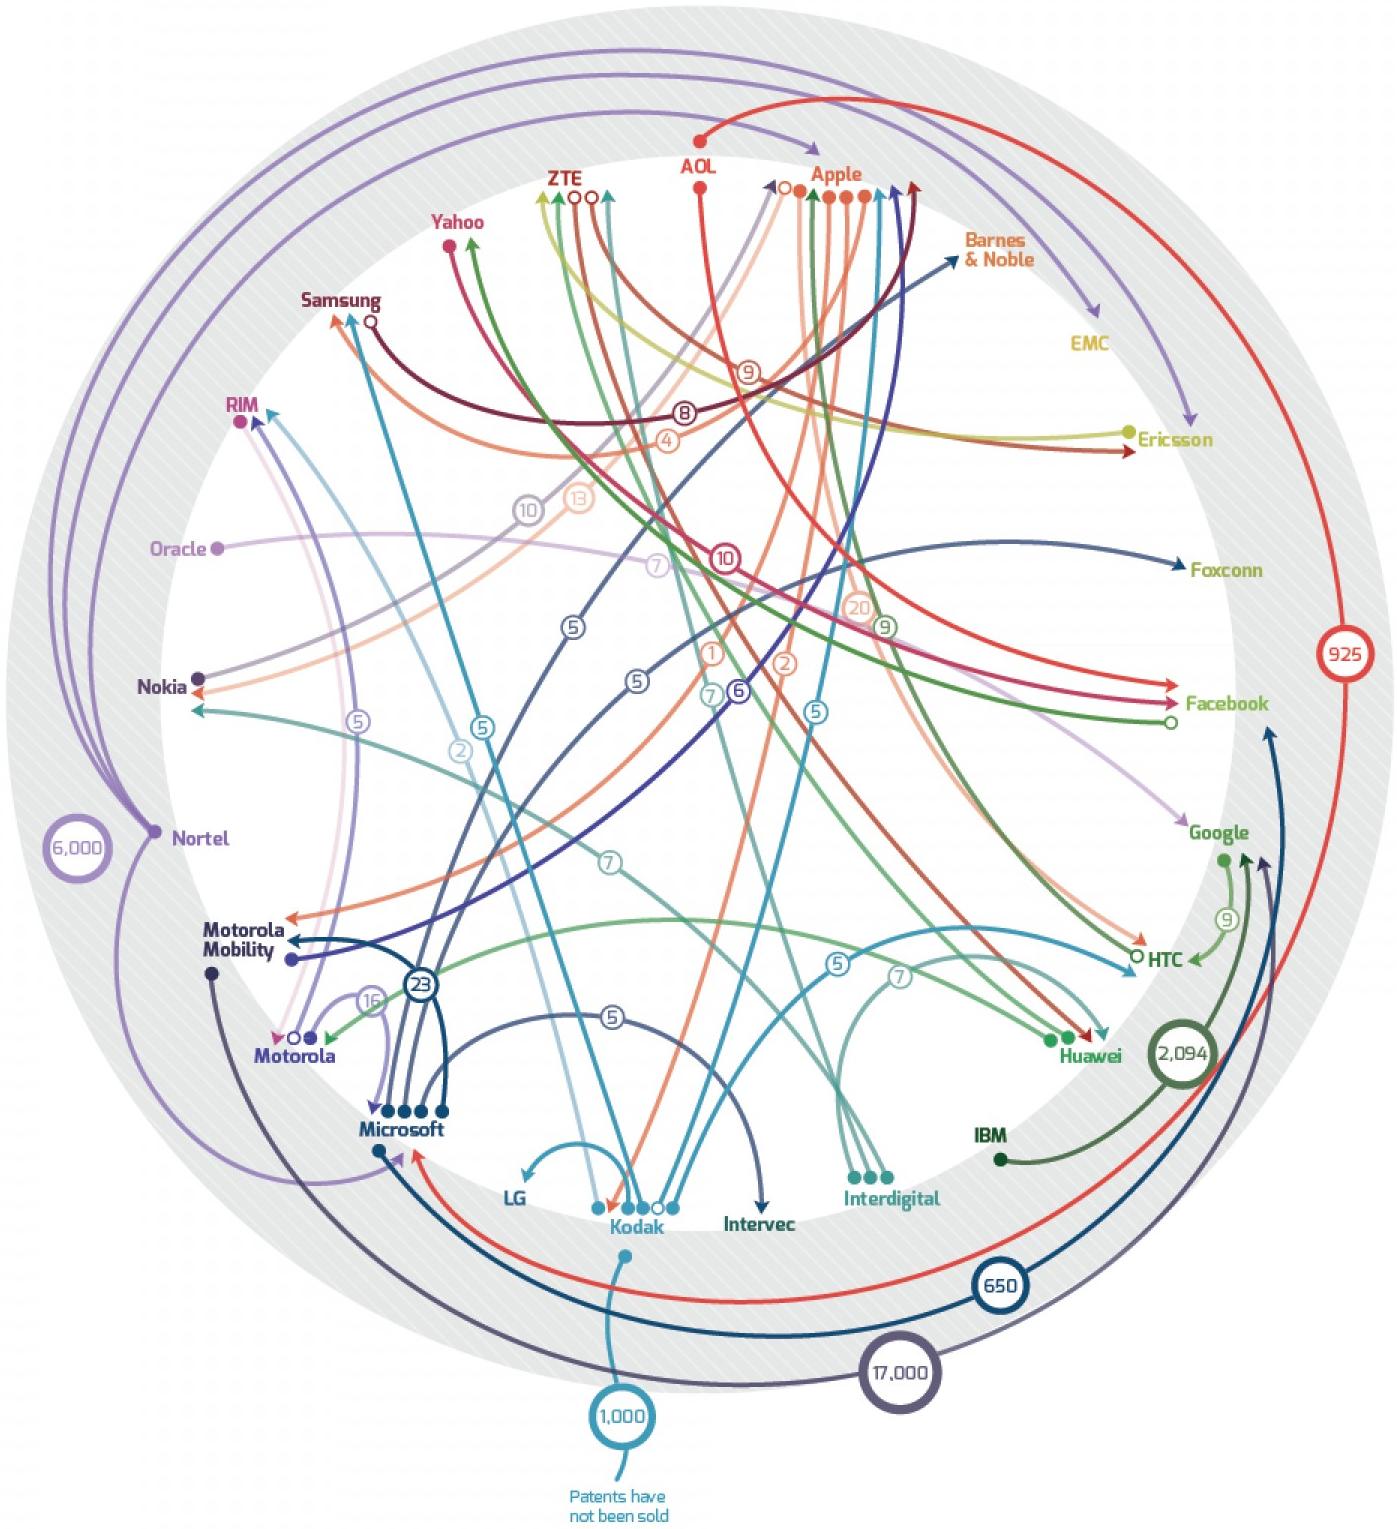 AOL
ZTE
Apple
Yahoo
Barnes
& Noble
Samsung
EMC
9
RIM
8
4
Ericsson
13
10
Oracle
7
10
Foxconn
20
5
9
1
925
2
5
7
6
Nokia
Facebook
5
5
5
2
Google
Nortel
6,000
7
9
Motorola
Mobility
HTC
5
7
23
16
5
2,094
Motorola
Huawei
Microsoft
IBM
LG
Interdigital
Kodak
Intervec
650
17,000
1,000
Patents have
not been sold